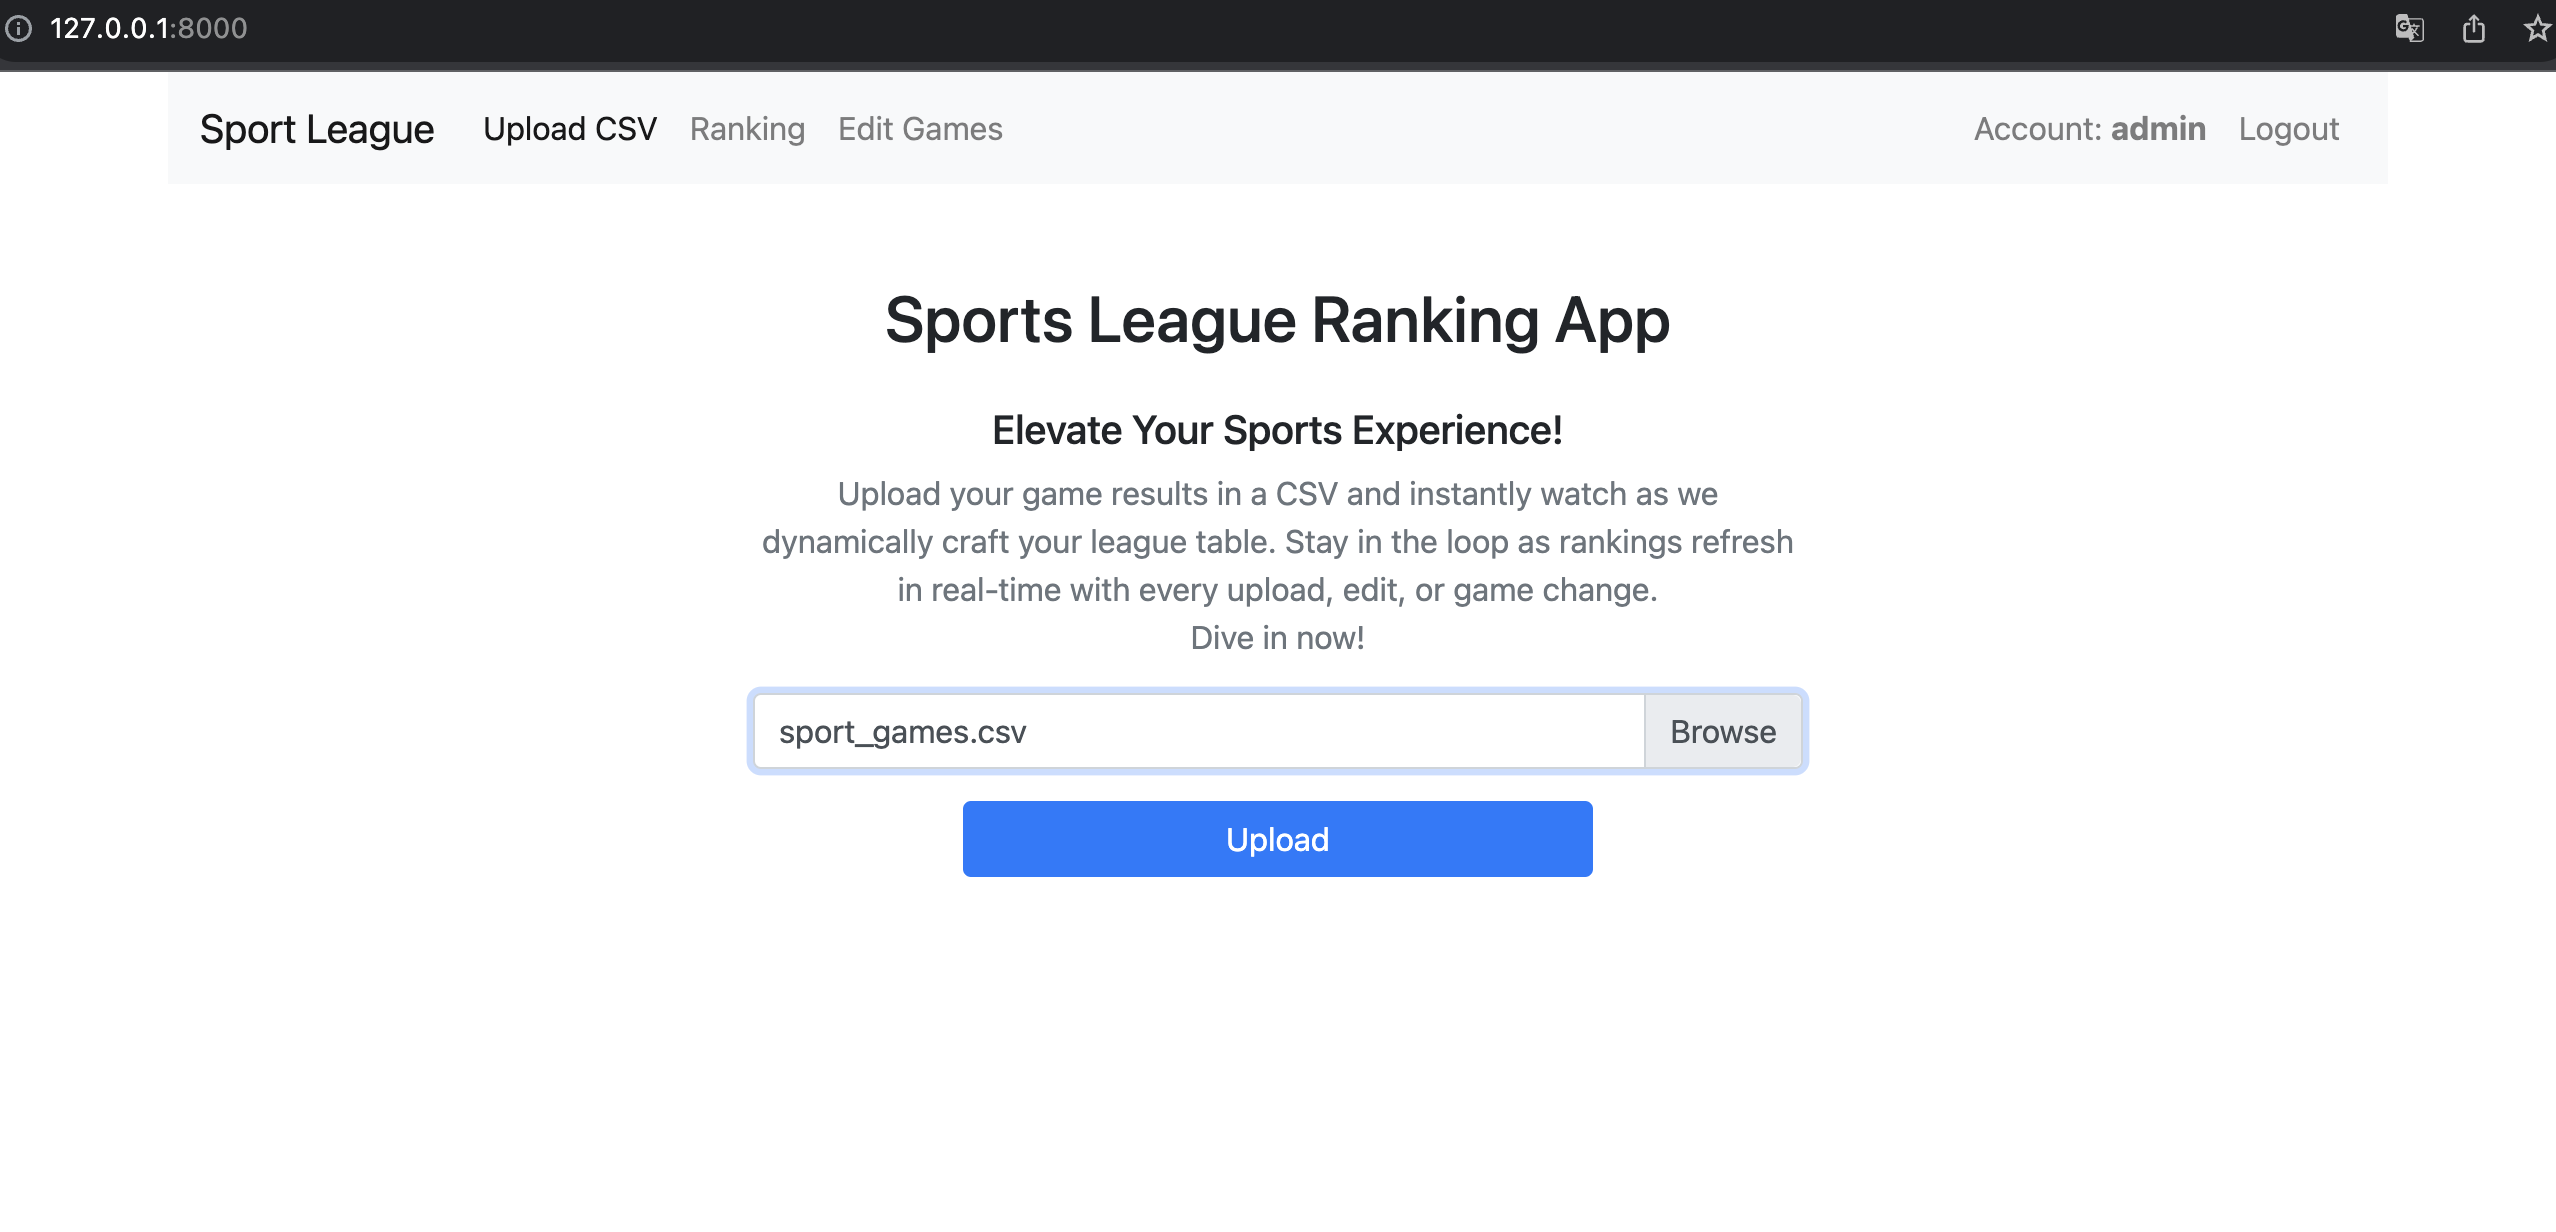 127.0.0.1:8000
Sport League Upload CSV Ranking Edit Games Account: admin Logout
Sports League Ranking App
Elevate Your Sports Experience!
Upload your game results in a CSV and instantly watch as we
dynamically craft your league table. Stay in the loop as rankings refresh
in real-time with every upload, edit, or game change.
Dive in now!
sport_games.csv Browse
Upload